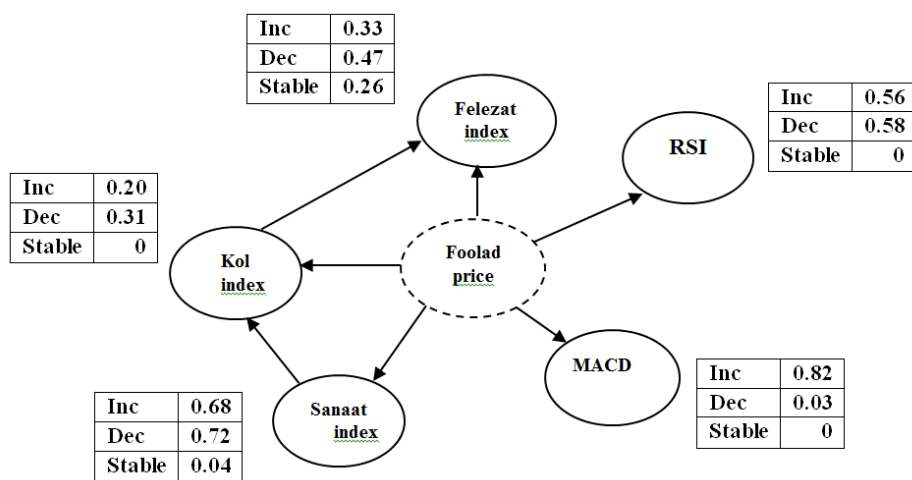 Inc 0.33
Dec 0.47
Stable 0.26
Felezat
index
Inc 0.56
Dec 0.58
Stable 0
RSI
Inc 0.20
Dec 0.31
Stable 0
Kol
index
Foolad
price
MACD
Inc 0.82
Dec 0.03
Stable 0
Inc 0.68
Dec 0.72
Stable 0.04
Sanaat
index